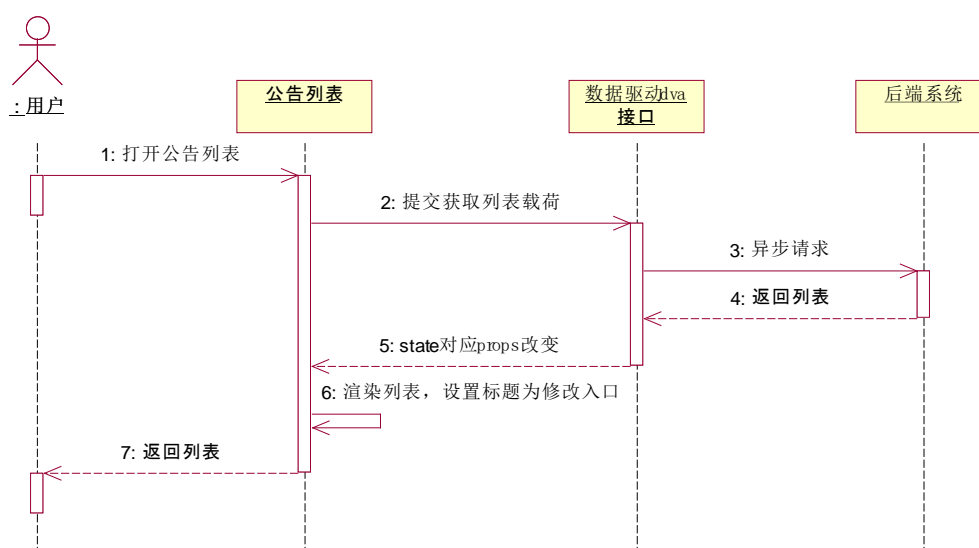 : 用户
公告列表
数据驱动dva
接口
后端系统
1: 打开公告列表
2: 提交获取列表载荷
3: 异步请求
4: 返回列表
5: state对应props改变
6: 渲染列表，设置标题为修改入口
7: 返回列表